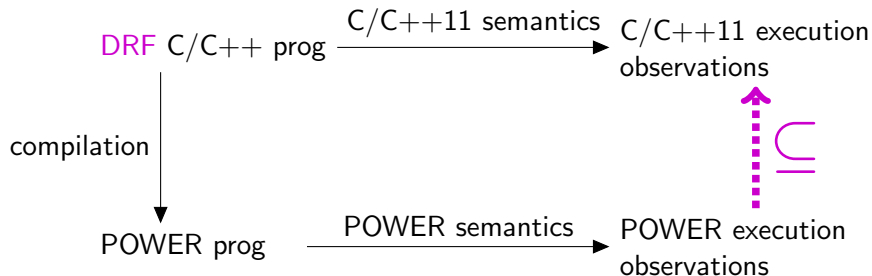 C/C++11 semantics
DRF C/C++ prog
C/C++11 execution
observations
compilation
⊆
POWER prog
POWER semantics
POWER execution
observations